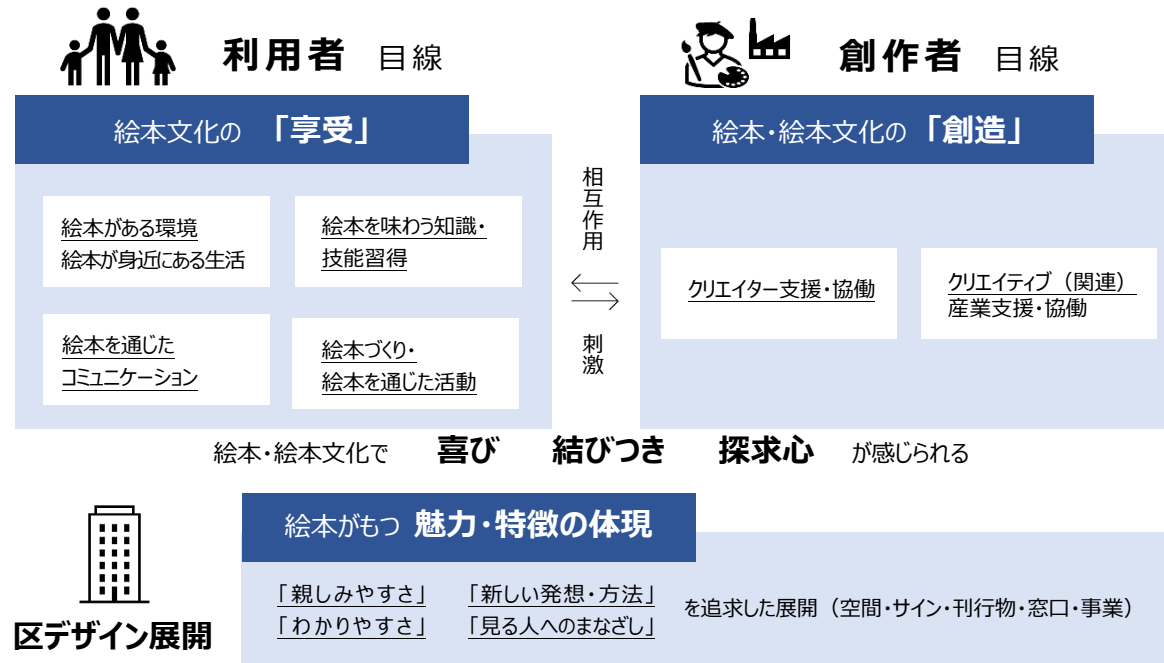 利用者 目線
絵本文化の「享受」
絵本がある環境
絵本が身近にある生活
絵本を味わう知識・
技能習得
絵本を通じた
コミュニケーション
絵本づくり・
絵本を通じた活動
相互作用
刺激
創作者 目線
絵本・絵本文化の「創造」
クリエイター支援・協働
クリエイティブ（関連）
産業支援・協働
絵本・絵本文化で 喜び 結びつき 探求心 が感じられる
区デザイン展開
絵本がもつ 魅力・特徴の体現
「親しみやすさ」 「新しい発想・方法」
「わかりやすさ」 「見る人へのまなざし」
を追求した展開（空間・サイン・刊行物・窓口・事業）